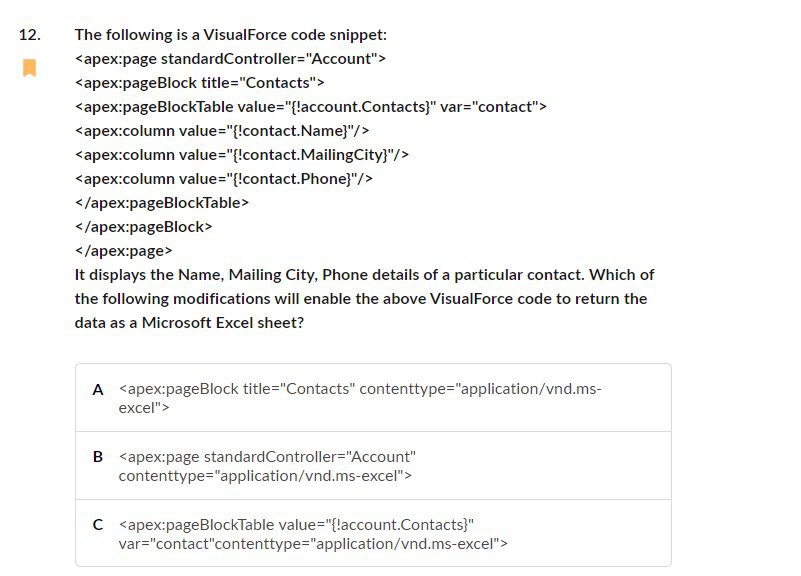 12. The following is a VisualForce code snippet:
<apex:page standardController="Account">
<apex:pageBlock title="Contacts">
<apex:pageBlockTable value="{!account.Contacts}" var="contact">
<apex:column value="{!contact.Name}"/>
<apex:column value="{!contact.MailingCity}"/>
<apex:column value="{!contact.Phone}"/>
</apex:pageBlockTable>
</apex:pageBlock>
</apex:page>
It displays the Name, Mailing City, Phone details of a particular contact. Which of
the following modifications will enable the above VisualForce code to return the
data as a Microsoft Excel sheet?
A <apex:pageBlock title="Contacts" contenttype="application/vnd.ms-
excel">
B <apex:page standardController="Account"
contenttype="application/vnd.ms-excel">
C <apex:pageBlockTable value="{!account.Contacts}"
var="contact"contenttype="application/vnd.ms-excel">